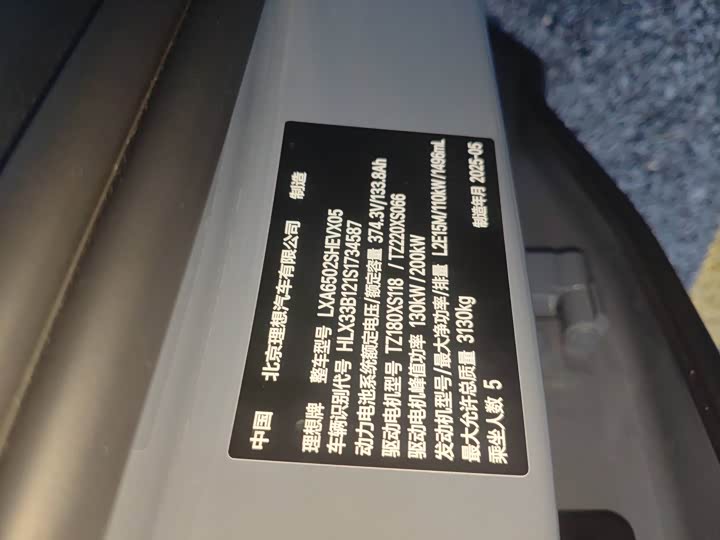 中国 北京理想汽车有限公司 制造
理想牌 整车型号 LXA6502SHEVX05
车辆识别代号 HLX33B121S1734587
动力电池系统额定电压/额定容量 374.3V/133.8Ah
驱动电机型号 TZ180XS118 / TZ220XS066
驱动电机峰值功率 130kW / 200kW
发动机型号/最大净功率/排量 L2E15M/110kW/1496mL
最大允许总质量 3130kg
乘坐人数 5 制造年月 2025-05